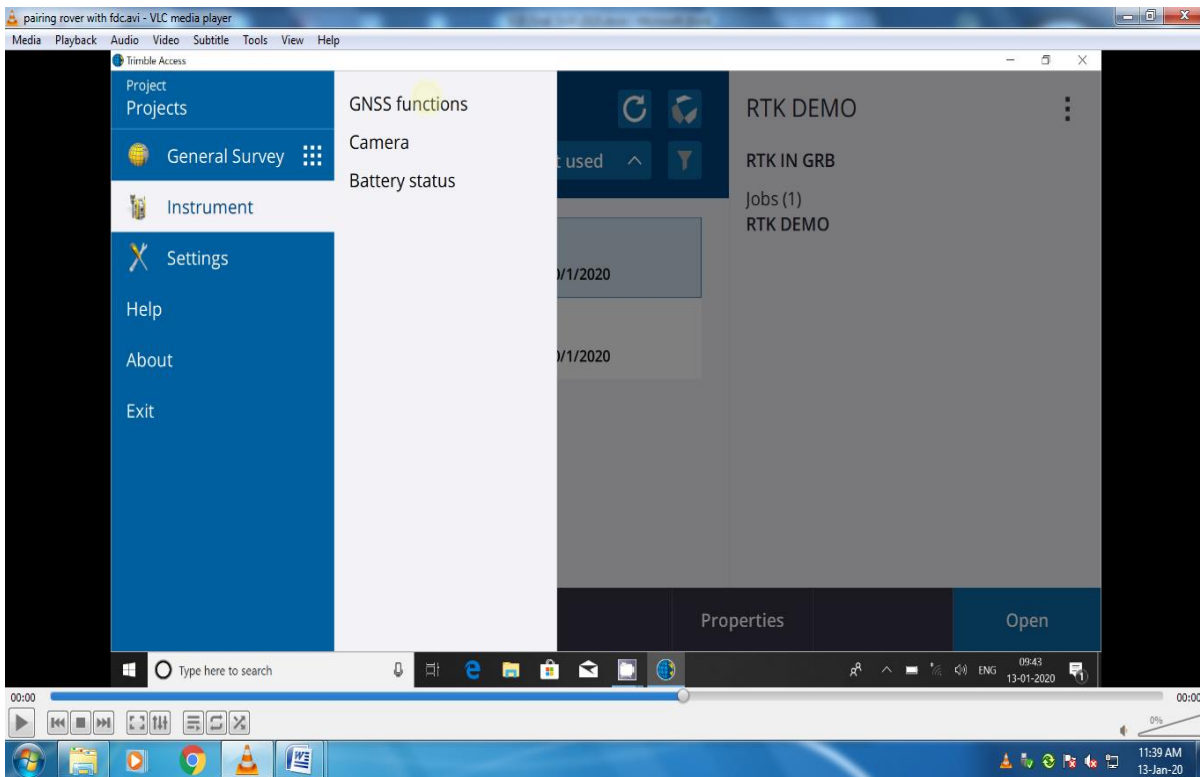 pairing rover with fdc.avi - VLC media player
Media Playback Audio Video Subtitle Tools View Help
Trimble Access
Project
Projects
General Survey
Instrument
Settings
Help
About
Exit
GNSS functions
Camera
Battery status
t used
0/1/2020
0/1/2020
RTK DEMO
RTK IN GRB
Jobs (1)
RTK DEMO
Properties
Open
Type here to search
ENG
09:43
13-01-2020
00:00
00:00
0%
11:39 AM
13-Jan-20